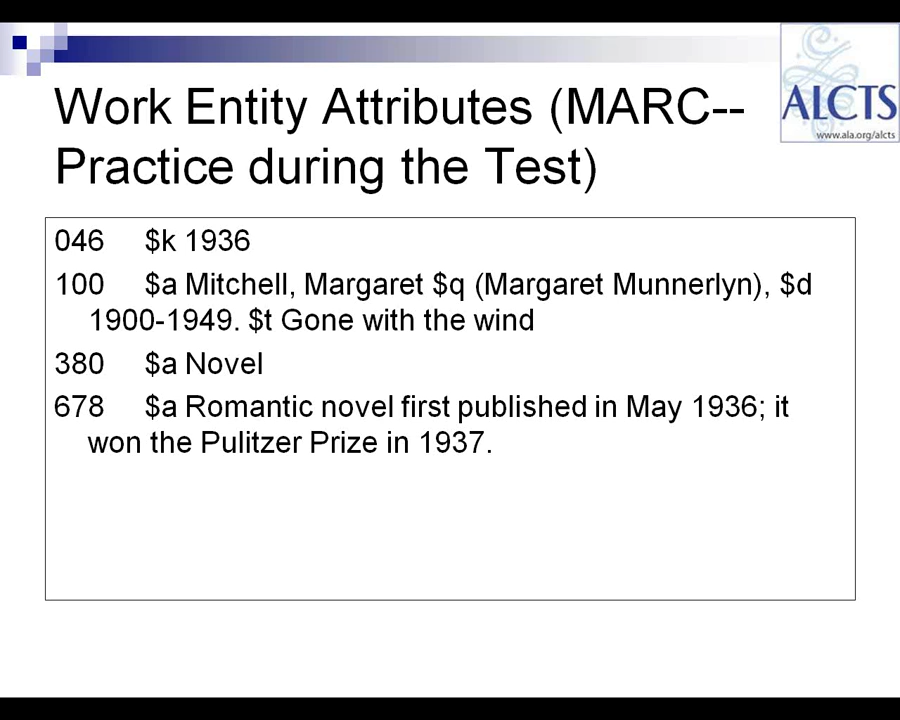 Work Entity Attributes (MARC--
Practice during the Test)
ALCTS
www.ala.org/alcts
046 $k 1936
100 $a Mitchell, Margaret $q (Margaret Munnerlyn), $d
1900-1949. $t Gone with the wind
380 $a Novel
678 $a Romantic novel first published in May 1936; it
won the Pulitzer Prize in 1937.